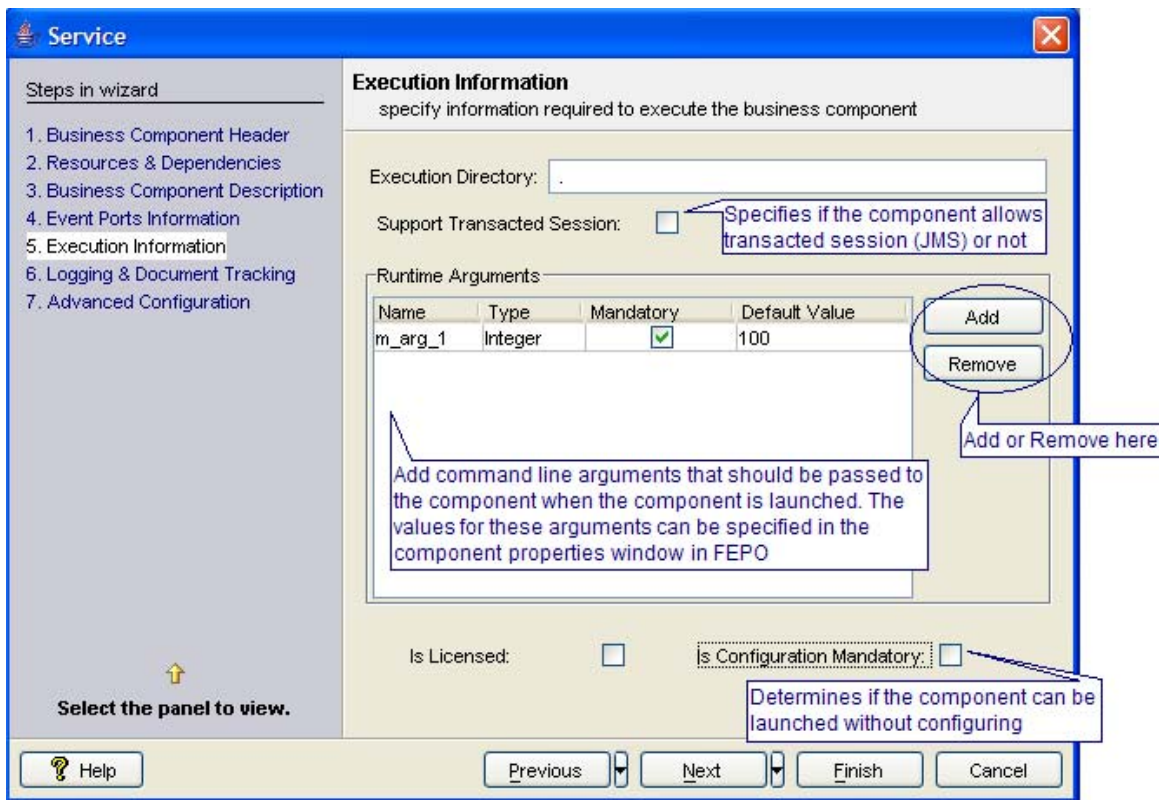 Service
Steps in wizard
1. Business Component Header
2. Resources & Dependencies
3. Business Component Description
4. Event Ports Information
5. Execution Information
6. Logging & Document Tracking
7. Advanced Configuration
Select the panel to view.
Execution Information
specify information required to execute the business component
Execution Directory: .
Support Transacted Session:
Specifies if the component allows
transacted session (JMS) or not
Runtime Arguments
Name Type Mandatory Default Value
m_arg_1 Integer 100
Add
Remove
Add or Remove here
Add command line arguments that should be passed to
the component when the component is launched. The
values for these arguments can be specified in the
component properties window in FEPO
Is Licensed: Is Configuration Mandatory:
Determines if the component can be
launched without configuring
Help Previous Next Finish Cancel